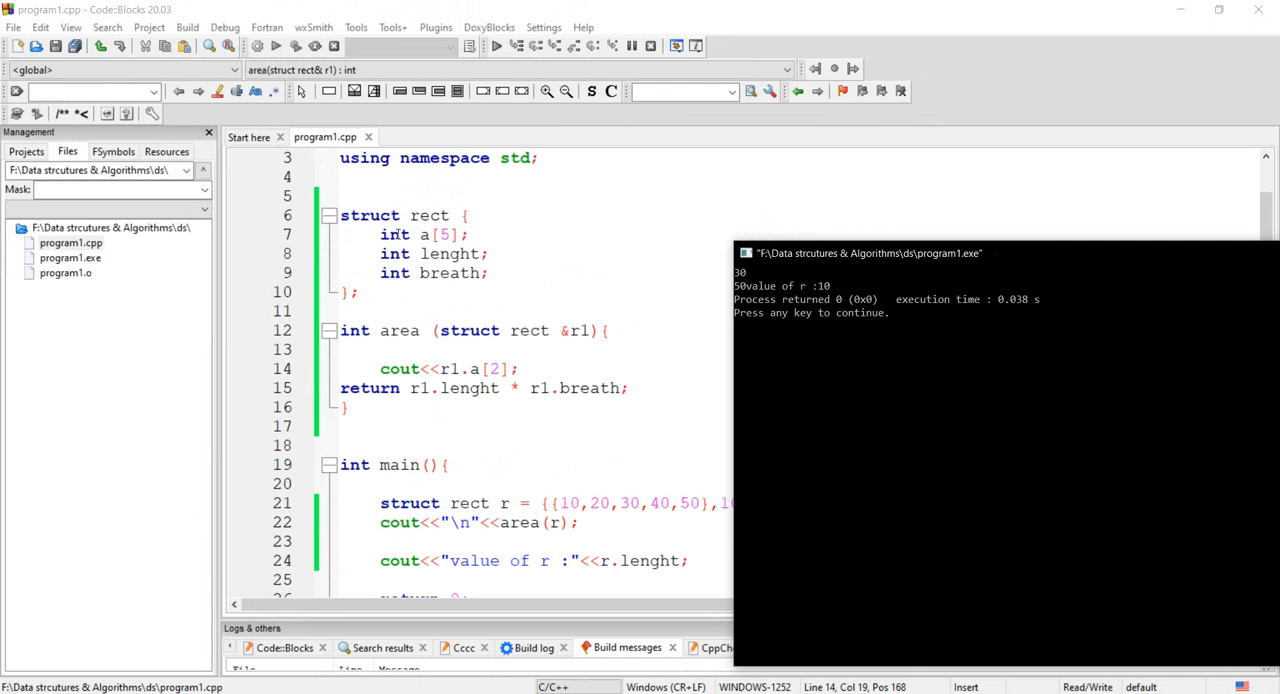 program1.cpp - Code::Blocks 20.03
File Edit View Search Project Build Debug Fortran wxSmith Tools Tools+ Plugins DoxyBlocks Settings Help
<global> area(struct rect& r1) : int
/** *< S C
Management
Projects Files FSymbols Resources
F:\Data strcutures & Algorithms\ds\
Mask:
F:\Data strcutures & Algorithms\ds\
program1.cpp
program1.exe
program1.o
Start here program1.cpp
3 using namespace std;
4
5
6 struct rect {
7 int a[5];
8 int lenght;
9 int breath;
10 };
11
12 int area (struct rect &r1){
13
14 cout<<r1.a[2];
15 return r1.lenght * r1.breath;
16 }
17
18
19 int main(){
20
21 struct rect r = {{10,20,30,40,50},10
22 cout<<"\n"<<area(r);
23
24 cout<<"value of r :"<<r.lenght;
25
"F:\Data strcutures & Algorithms\ds\program1.exe"
30
50value of r :10
Process returned 0 (0x0) execution time : 0.038 s
Press any key to continue.
Logs & others
Code::Blocks Search results Cccc Build log Build messages CppCh
File Line Message
F:\Data strcutures & Algorithms\ds\program1.cpp C/C++ Windows (CR+LF) WINDOWS-1252 Line 14, Col 19, Pos 168 Insert Read/Write default